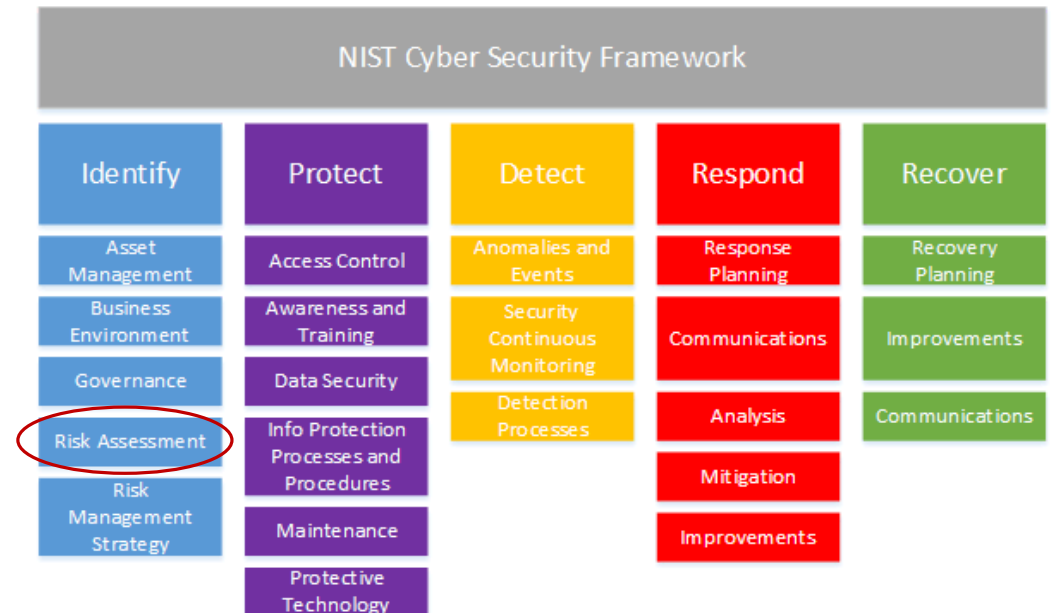 NIST Cyber Security Framework
Identify
Asset
Management
Business
Environment
Governance
Risk Assessment
Risk
Management
Strategy
Protect
Access Control
Awareness and
Training
Data Security
Info Protection
Processes and
Procedures
Maintenance
Protective
Technology
Detect
Anomalies and
Events
Security
Continuous
Monitoring
Detection
Processes
Respond
Response
Planning
Communications
Analysis
Mitigation
Improvements
Recover
Recovery
Planning
Improvements
Communications